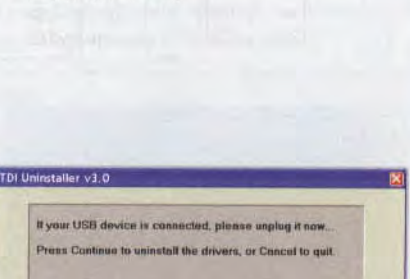 TDI Uninstaller v3.0
If your USB device is connected, please unplug it now...
Press Continue to uninstall the drivers, or Cancel to quit.